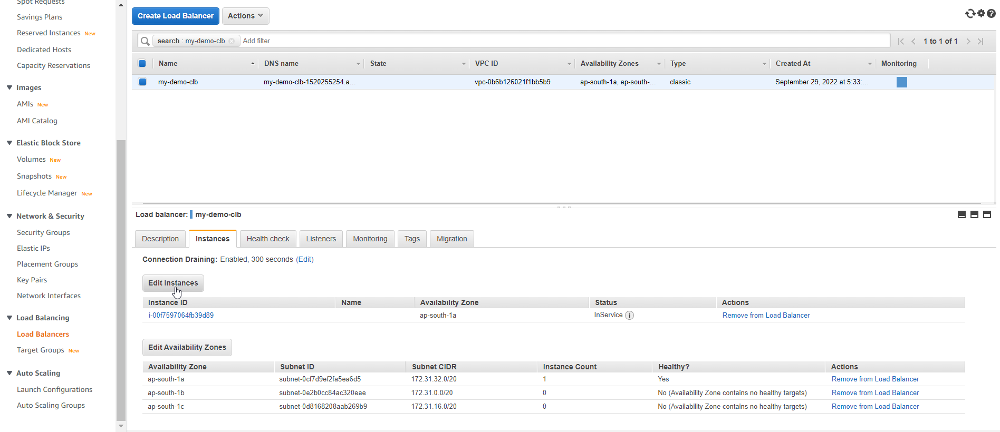 Spot Requests
Savings Plans
Reserved Instances New
Dedicated Hosts
Capacity Reservations
Images
AMIs New
AMI Catalog
Elastic Block Store
Volumes New
Snapshots New
Lifecycle Manager New
Network & Security
Security Groups
Elastic IPs
Placement Groups
Key Pairs
Network Interfaces
Load Balancing
Load Balancers
Target Groups New
Auto Scaling
Launch Configurations
Auto Scaling Groups
Create Load Balancer Actions
search : my-demo-clb Add filter 1 to 1 of 1
Name DNS name State VPC ID Availability Zones Type Created At Monitoring
my-demo-clb my-demo-clb-1520255254.a... vpc-0b6b126021f1bb5b9 ap-south-1a, ap-south-... classic September 29, 2022 at 5:33:...
Load balancer: my-demo-clb
Description Instances Health check Listeners Monitoring Tags Migration
Connection Draining: Enabled, 300 seconds (Edit)
Edit Instances
Instance ID Name Availability Zone Status Actions
i-00f7597064fb39d89 ap-south-1a InService Remove from Load Balancer
Edit Availability Zones
Availability Zone Subnet ID Subnet CIDR Instance Count Healthy? Actions
ap-south-1a subnet-0cf7d9ef2fa5ea6d5 172.31.32.0/20 1 Yes Remove from Load Balancer
ap-south-1b subnet-0e2b0cc84ac320eae 172.31.0.0/20 0 No (Availability Zone contains no healthy targets) Remove from Load Balancer
ap-south-1c subnet-0d8168208aab269b9 172.31.16.0/20 0 No (Availability Zone contains no healthy targets) Remove from Load Balancer